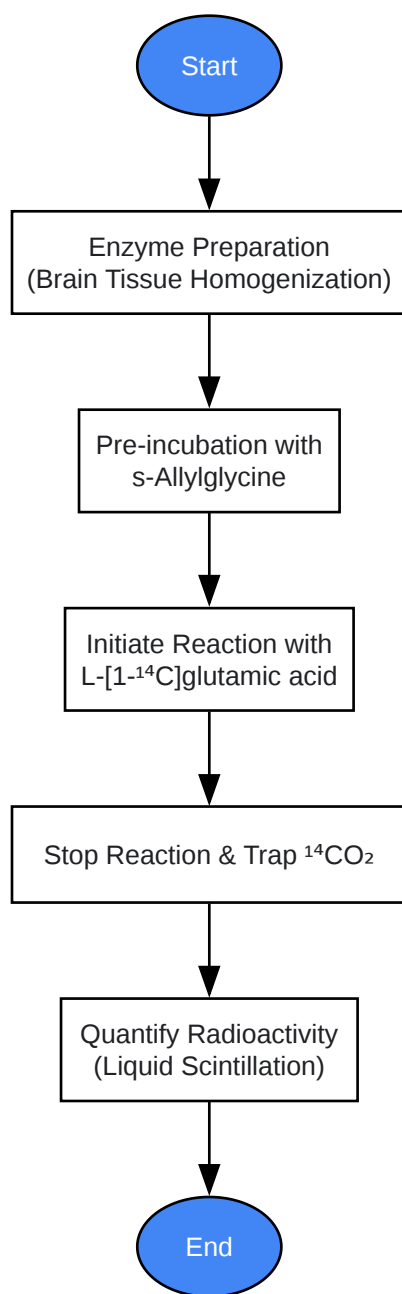 Start
Enzyme Preparation
(Brain Tissue Homogenization)
Pre-incubation with
s-Allylglycine
Initiate Reaction with
L-[1-¹⁴C]glutamic acid
Stop Reaction & Trap ¹⁴CO₂
Quantify Radioactivity
(Liquid Scintillation)
End